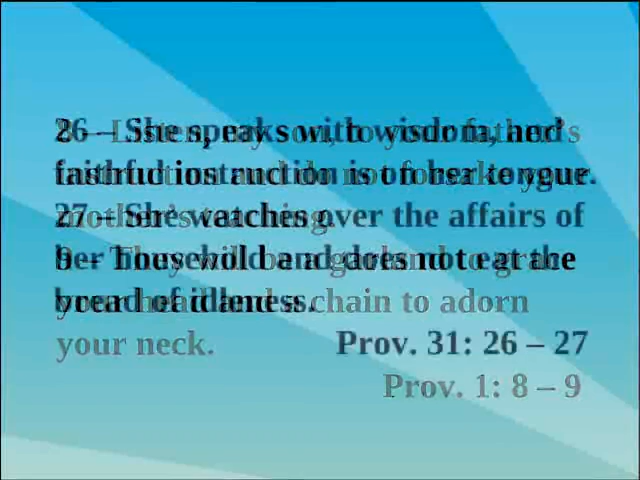 26 – She speaks with wisdom, and
faithful instruction is on her tongue.
27 – She watches over the affairs of
her household and does not eat the
bread of idleness.
Prov. 31: 26 – 27
8 – Listen, my son, to your father's
instruction and do not forsake your
mother's teaching.
9 – They will be a garland to grace
your head and a chain to adorn
your neck.
Prov. 1: 8 – 9